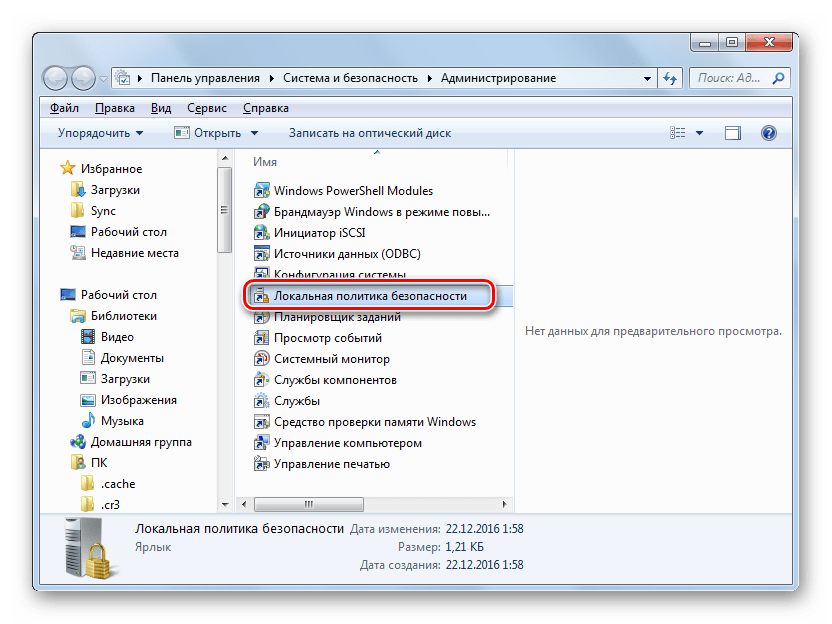 Панель управления Система и безопасность Администрирование Поиск: Ад...
Файл Правка Вид Сервис Справка
Упорядочить Открыть Записать на оптический диск
Избранное
Загрузки
Sync
Рабочий стол
Недавние места
Рабочий стол
Библиотеки
Видео
Документы
Загрузки
Изображения
Музыка
Домашняя группа
ПК
.cache
.cr3
Имя
Windows PowerShell Modules
Брандмауэр Windows в режиме повы...
Инициатор iSCSI
Источники данных (ODBC)
Конфигурация системы
Локальная политика безопасности
Планировщик заданий
Просмотр событий
Системный монитор
Службы компонентов
Службы
Средство проверки памяти Windows
Управление компьютером
Управление печатью
Нет данных для предварительного просмотра.
Локальная политика безопасности Дата изменения: 22.12.2016 1:58
Ярлык Размер: 1,21 КБ
Дата создания: 22.12.2016 1:58